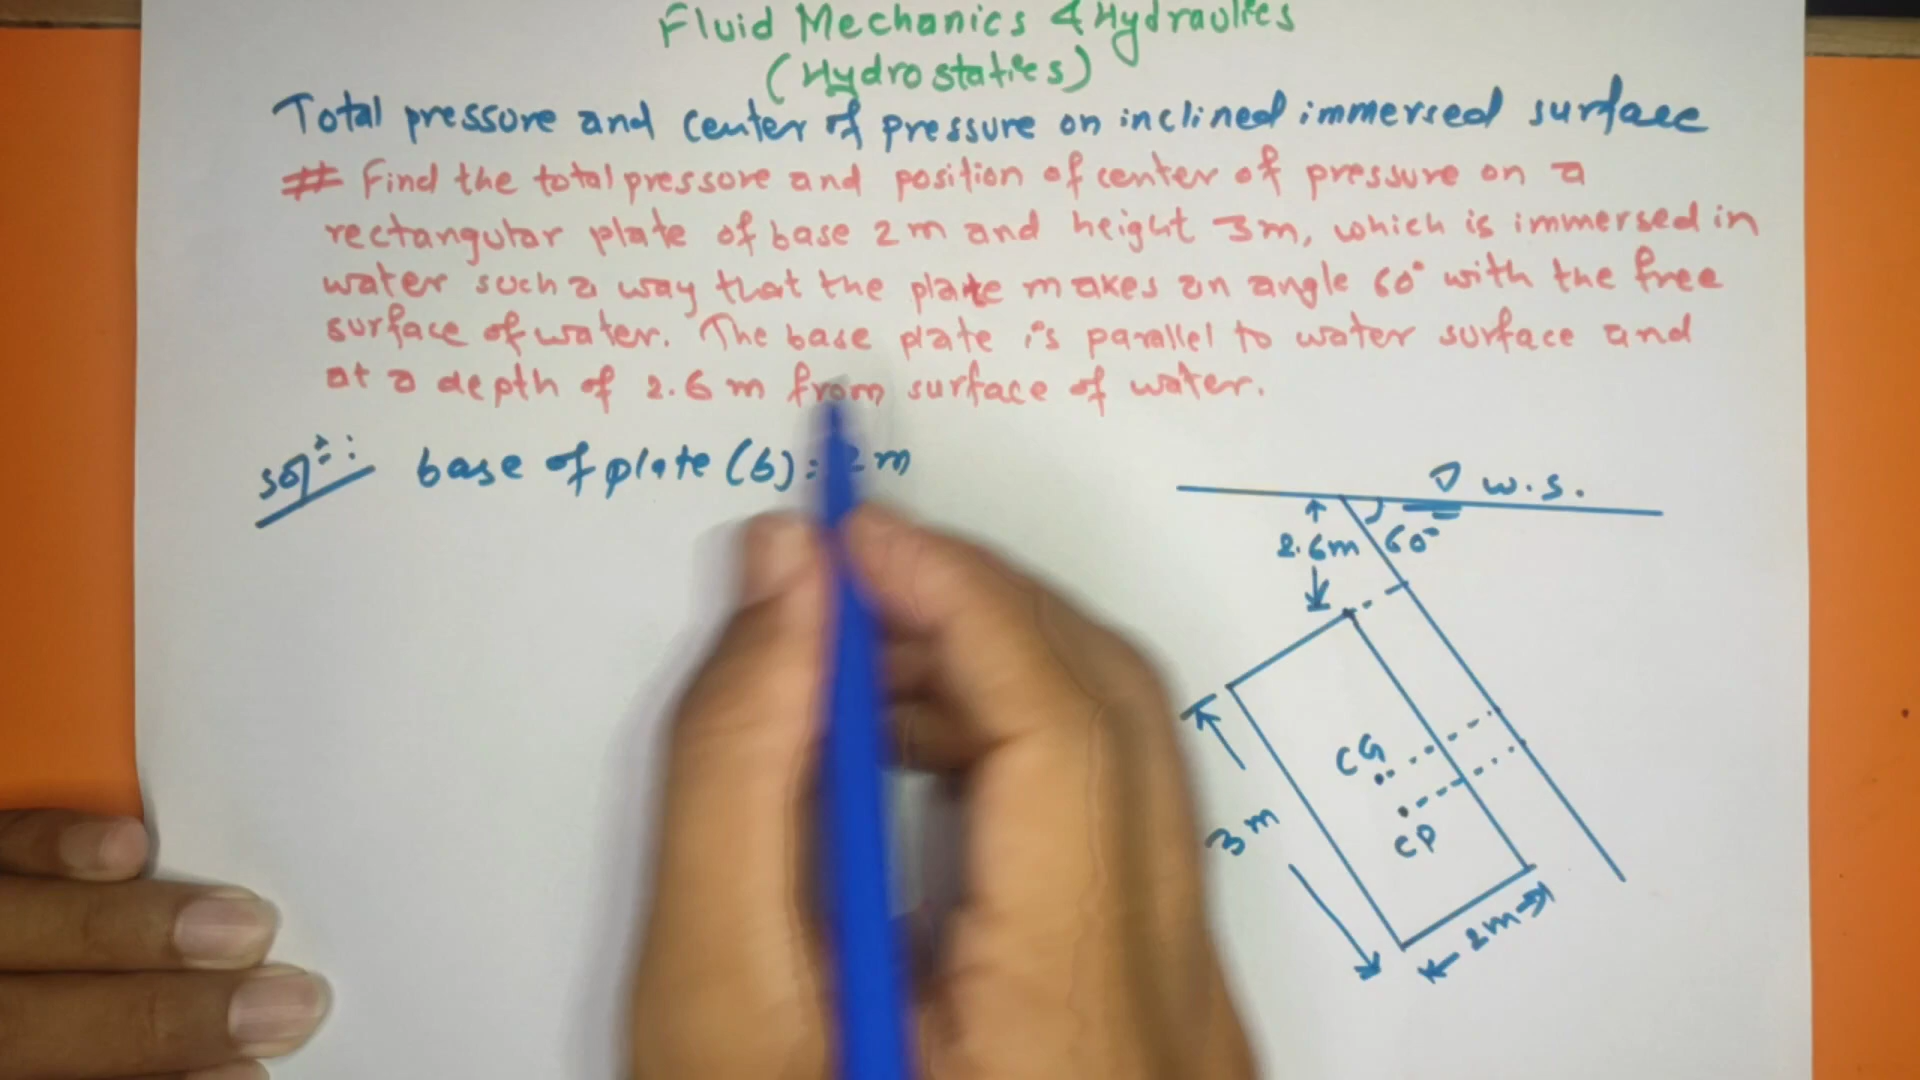 Fluid Mechanics & Hydraulics
(Hydrostatics)
Total pressure and center of pressure on inclined immersed surface
# Find the total pressure and position of center of pressure on a
rectangular plate of base 2m and height 3m, which is immersed in
water such a way that the plate makes an angle 60° with the free
surface of water. The base plate is parallel to water surface and
at a depth of 2.6 m from surface of water.
solⁿ: base of plate (b) = 2 m
w.s.
2.6m 60°
CG
3m
CP
2m